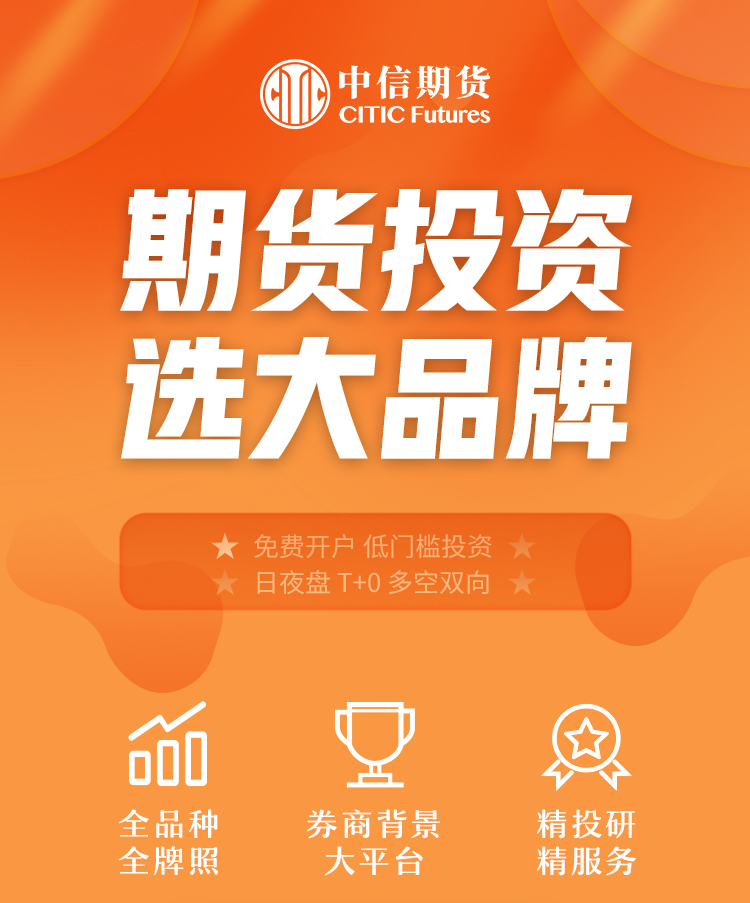 中信期货
CITIC Futures
期货投资
选大品牌
★ 免费开户 低门槛投资 ★
★ 日夜盘 T+0 多空双向 ★
全品种
全牌照
券商背景
大平台
精投研
精服务